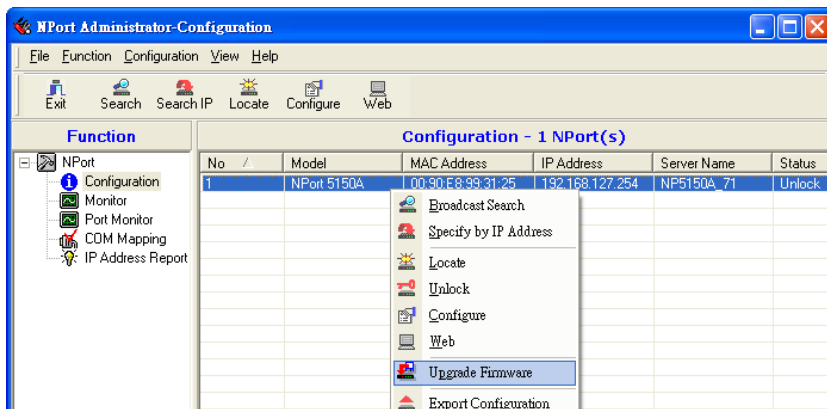 NPort Administrator-Configuration
File Function Configuration View Help
Exit Search Search IP Locate Configure Web
Function
Configuration - 1 NPort(s)
NPort
Configuration
Monitor
Port Monitor
COM Mapping
IP Address Report
No Model MAC Address IP Address Server Name Status
1 NPort 5150A 00:90:E8:99:31:25 192.168.127.254 NP5150A_71 Unlock
Broadcast Search
Specify by IP Address
Locate
Unlock
Configure
Web
Upgrade Firmware
Export Configuration